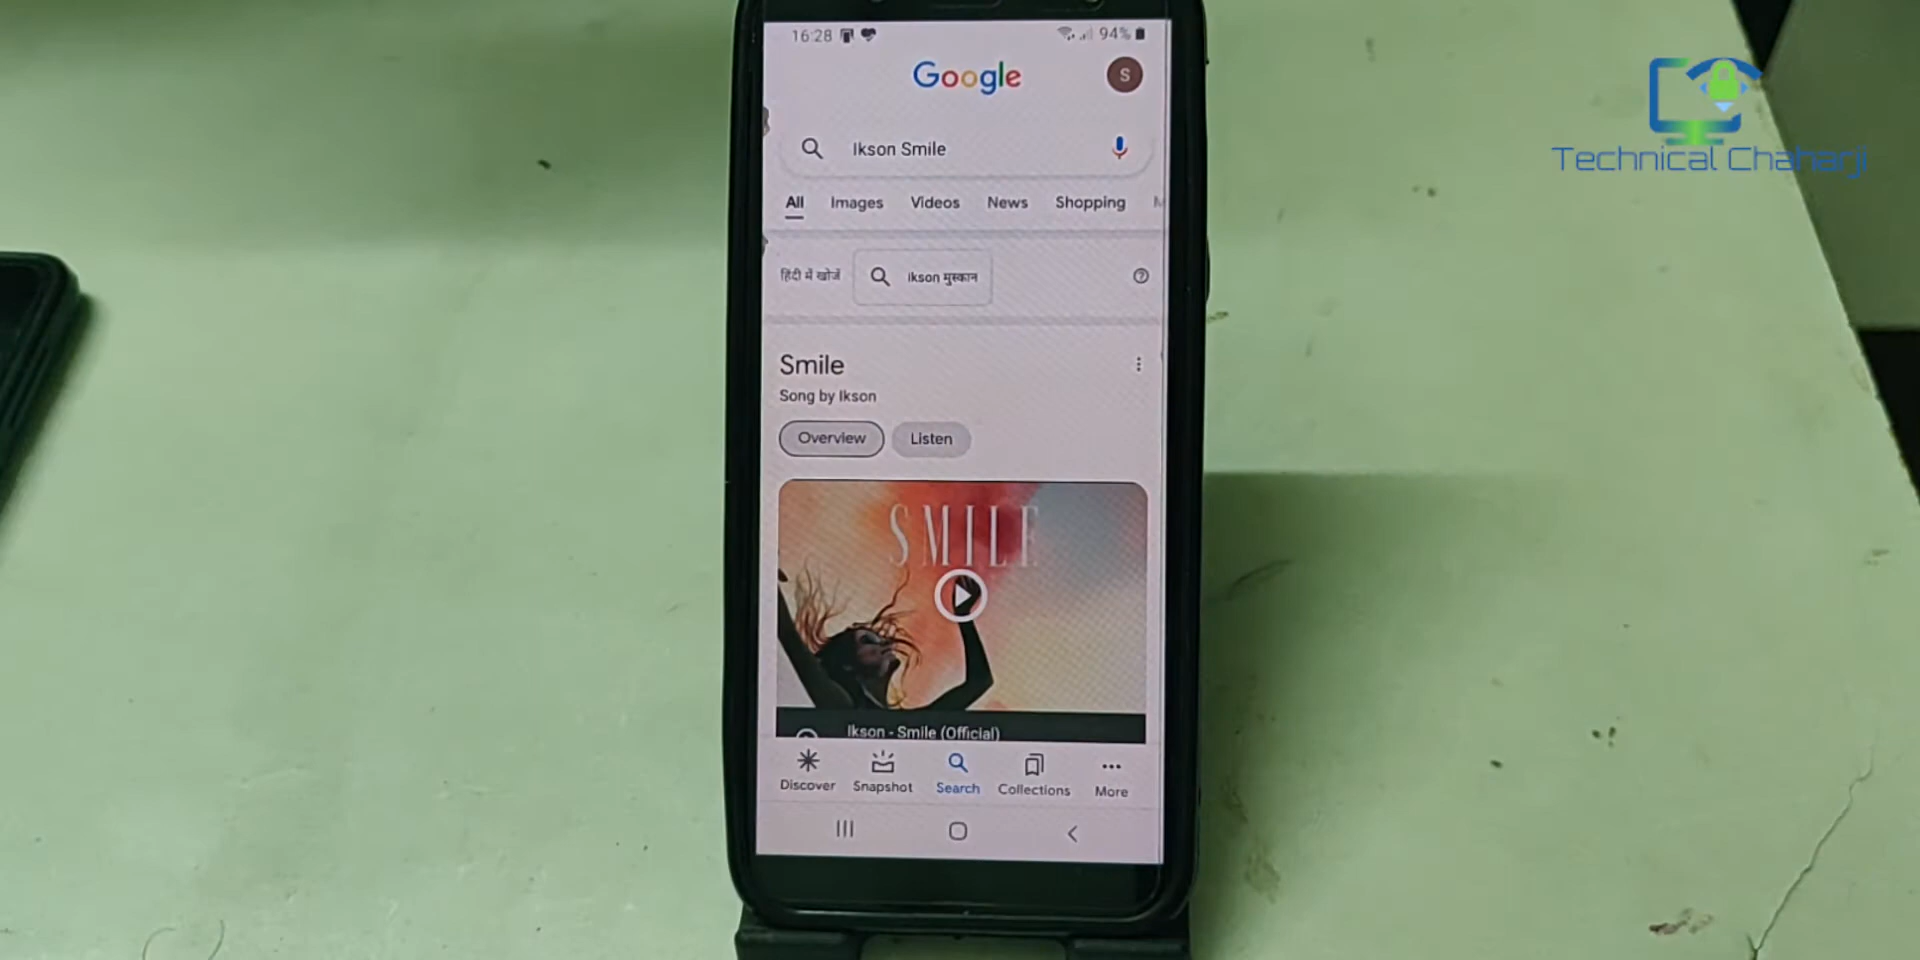 16:28
94%
Google
S
Technical Chaharji
Ikson Smile
All Images Videos News Shopping
हिंदी में खोजें
ikson मुस्कान
Smile
Song by Ikson
Overview Listen
SMILE
Ikson - Smile (Official)
Discover Snapshot Search Collections More